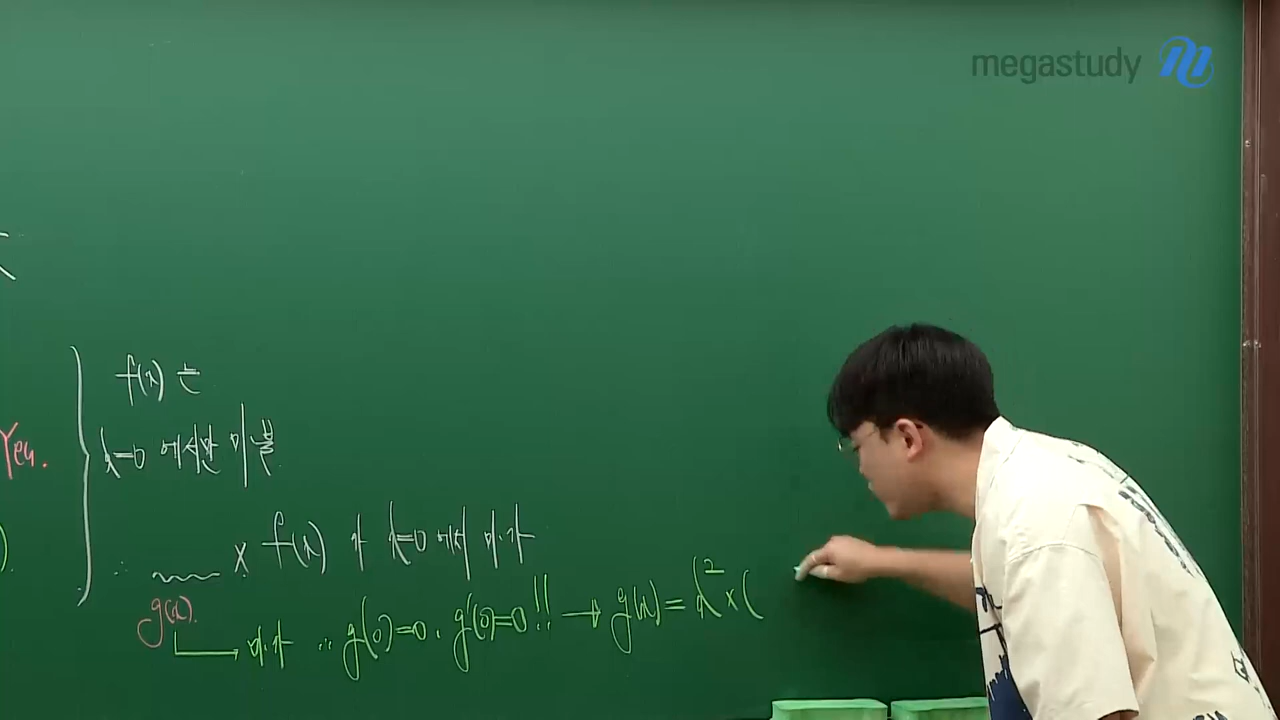 megastudy
f(x) 는
x=0 에서만 미불
Yes.
∴ × f(x) 가 x=0 에서 미.가
g(x).
미.가 ∴ g(0)=0. g'(0)=0!! → g(x)=x²×(